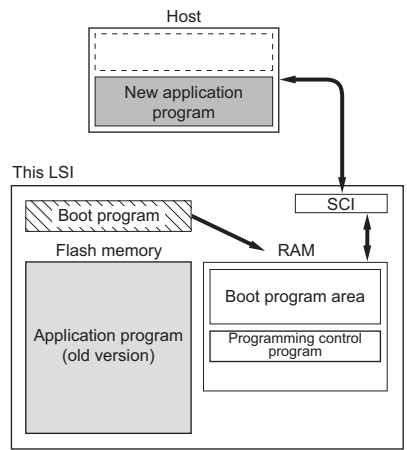 Host
New application
program
This LSI
SCI
Boot program
Flash memory
RAM
Boot program area
Application program
(old version)
Programming control
program